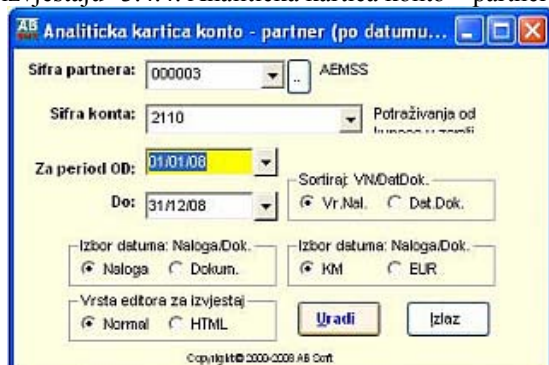 Analiticka kartica konto - partner (po datumu...
Sifra partnera: 000003 .. AEMSS
Sifra konta: 2110 Potraživanja od
Za period OD: 01/01/08
Do: 31/12/08
Sortiraj: VN/DatDok.
Vr.Nal. Dat.Dok.
Izbor datuma: Naloga/Dok.
Naloga Dokum.
Izbor datuma: Naloga/Dok.
KM EUR
Vrsta editora za izvjestaj
Normal HTML
Uradi Izlaz
Copyright© 2000-2008 AB Soft